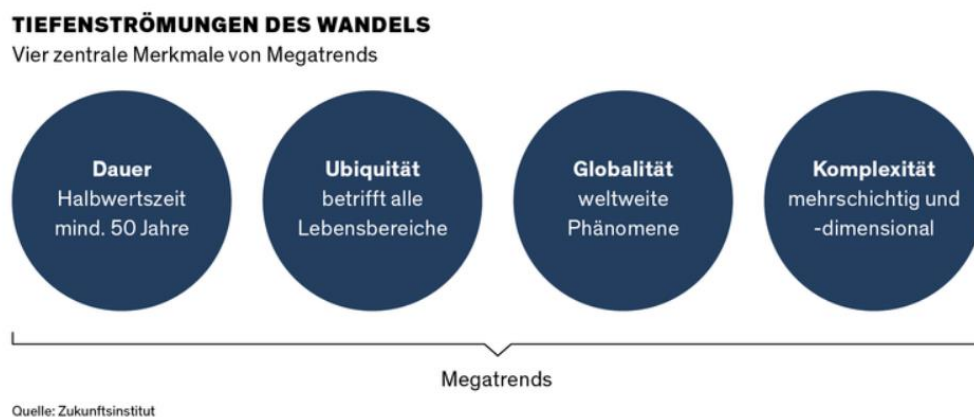 TIEFENSTRÖMUNGEN DES WANDELS
Vier zentrale Merkmale von Megatrends
Dauer
Halbwertszeit
mind. 50 Jahre
Ubiquität
betrifft alle
Lebensbereiche
Globalität
weltweite
Phänomene
Komplexität
mehrschichtig und
-dimensional
Megatrends
Quelle: Zukunftsinstitut